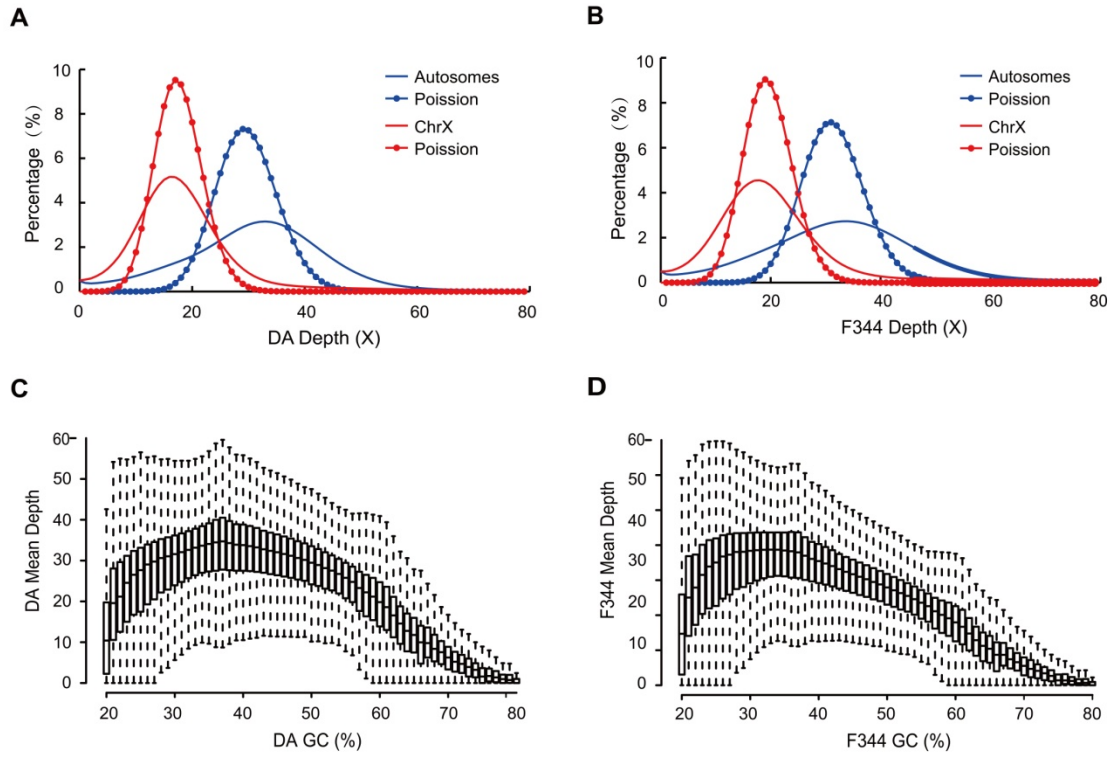 A
B
10
8
6
4
2
0
Percentage (%)
Autosomes
Poission
ChrX
Poission
0
20
40
60
80
DA Depth (X)
10
8
6
4
2
0
Percentage (%)
Autosomes
Poission
ChrX
Poission
0
20
40
60
80
F344 Depth (X)
C
D
60
50
40
30
20
10
0
DA Mean Depth
20
30
40
50
60
70
80
DA GC (%)
60
50
40
30
20
10
0
F344 Mean Depth
20
30
40
50
60
70
80
F344 GC (%)